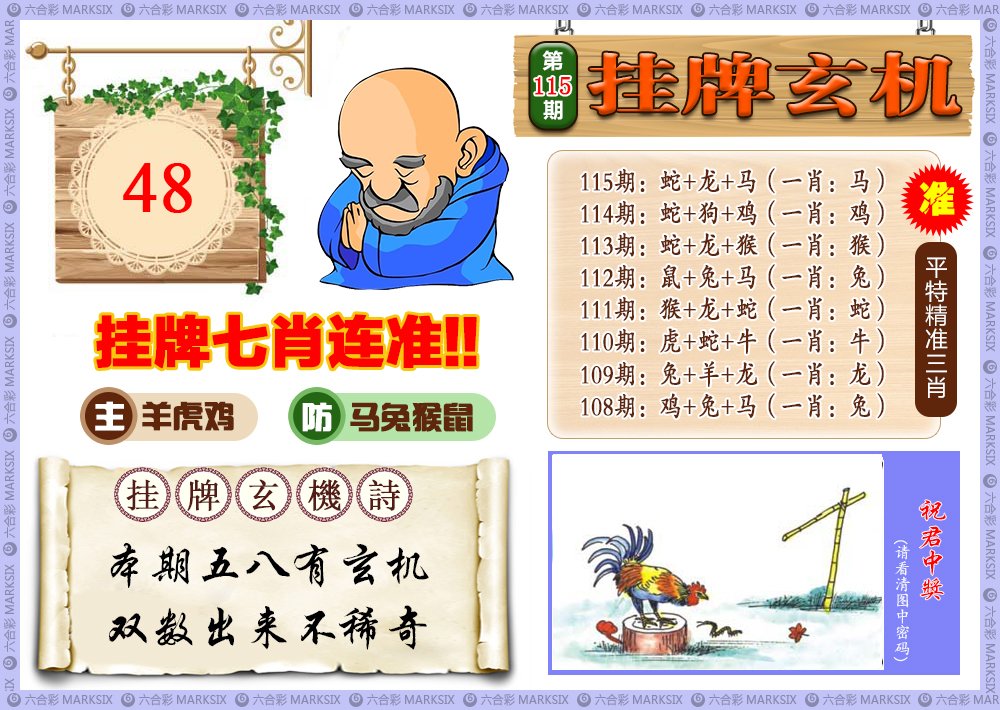 六合彩 MARKSIX
48
第115期
挂牌玄机
115期：蛇+龙+马（一肖：马）
114期：蛇+狗+鸡（一肖：鸡）
113期：蛇+龙+猴（一肖：猴）
112期：鼠+兔+马（一肖：兔）
111期：猴+龙+蛇（一肖：蛇）
110期：虎+蛇+牛（一肖：牛）
109期：兔+羊+龙（一肖：龙）
108期：鸡+兔+马（一肖：兔）
准
平特精准三肖
挂牌七肖连准!!
主 羊虎鸡
防 马兔猴鼠
挂牌玄機詩
本期五八有玄机
双数出来不稀奇
祝君中獎
（请看清图中密码）